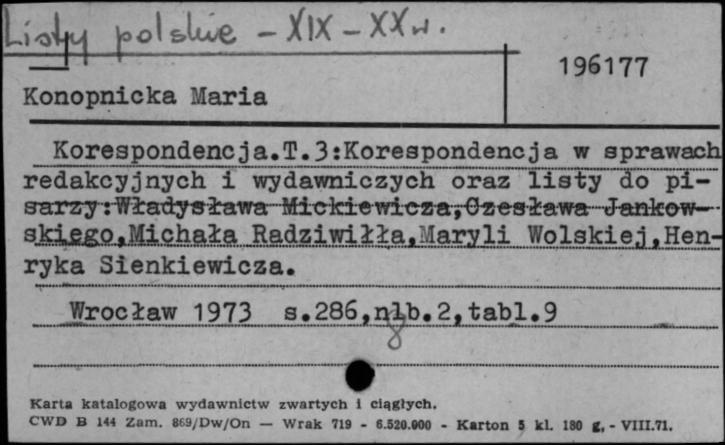 Listy polskie - XIX - XX w.
196177
Konopnicka Maria
Korespondencja.T.3:Korespondencja w sprawach
redakcyjnych i wydawniczych oraz listy do pi-
sarzy:Władysława Mickiewicza,Czesława Jankow-
skiego,Michała Radziwiłła,Maryli Wolskiej,Hen-
ryka Sienkiewicza.
Wrocław 1973 s.286,nlb.2,tabl.9
8
Karta katalogowa wydawnictw zwartych i ciągłych.
CWD B 144 Zam. 869/Dw/On — Wrak 719 - 6.520.000 - Karton 5 kl. 180 g, - VIII.71.